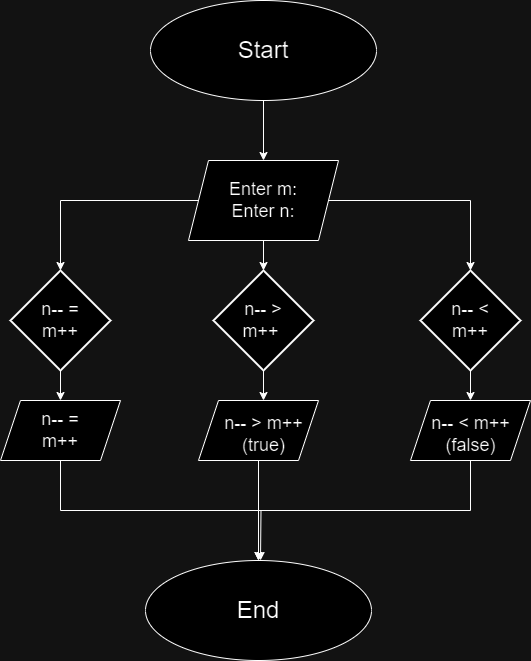 Start
Enter m:
Enter n:
n-- =
m++
n-- >
m++
n-- <
m++
n-- =
m++
n-- > m++
(true)
n-- < m++
(false)
End